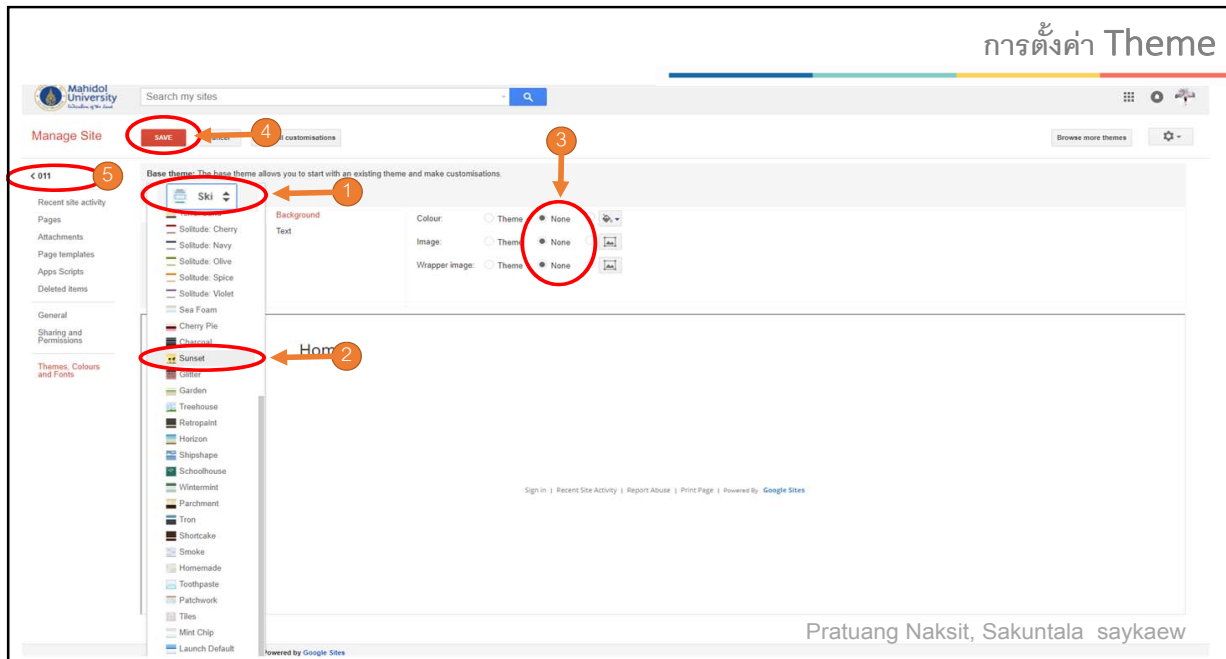 การตั้งค่า Theme
Mahidol
University
Search my sites
Manage Site
SAVE
4
customisations
3
Browse more themes
< 011
5
Base theme: The base theme allows you to start with an existing theme and make customisations.
Ski
1
Recent site activity
Pages
Attachments
Page templates
Apps Scripts
Deleted items
General
Sharing and
Permissions
Themes, Colours
and Fonts
Solitude: Cherry
Solitude: Navy
Solitude: Olive
Solitude: Spice
Solitude: Violet
Sea Foam
Cherry Pie
Charcoal
Sunset
Glitter
Garden
Treehouse
Retropaint
Horizon
Shipshape
Schoolhouse
Wintermint
Parchment
Tron
Shortcake
Smoke
Homemade
Toothpaste
Patchwork
Tiles
Mint Chip
Launch Default
Background
Text
Colour: Theme None
Image: Theme None
Wrapper image: Theme None
Hom
2
Sign in | Recent Site Activity | Report Abuse | Print Page | Powered By Google Sites
Pratuang Naksit, Sakuntala saykaew
Powered by Google Sites